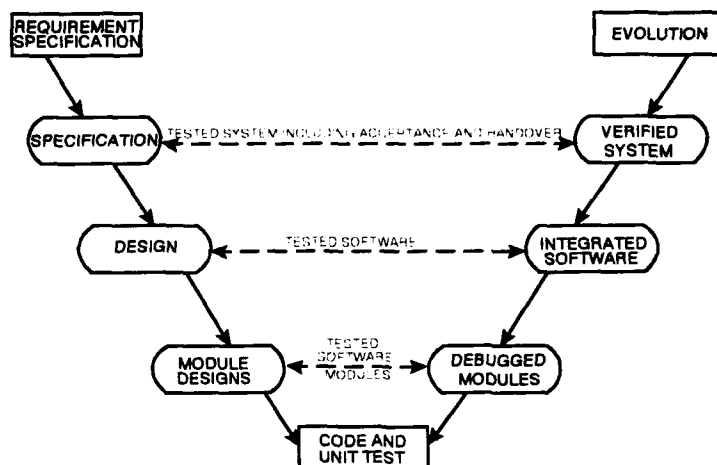 REQUIREMENT
SPECIFICATION
EVOLUTION
SPECIFICATION
TESTED SYSTEM INCLUDING ACCEPTANCE AND HANDOVER
VERIFIED
SYSTEM
DESIGN
TESTED SOFTWARE
INTEGRATED
SOFTWARE
MODULE
DESIGNS
TESTED
SOFTWARE
MODULES
DEBUGGED
MODULES
CODE AND
UNIT TEST